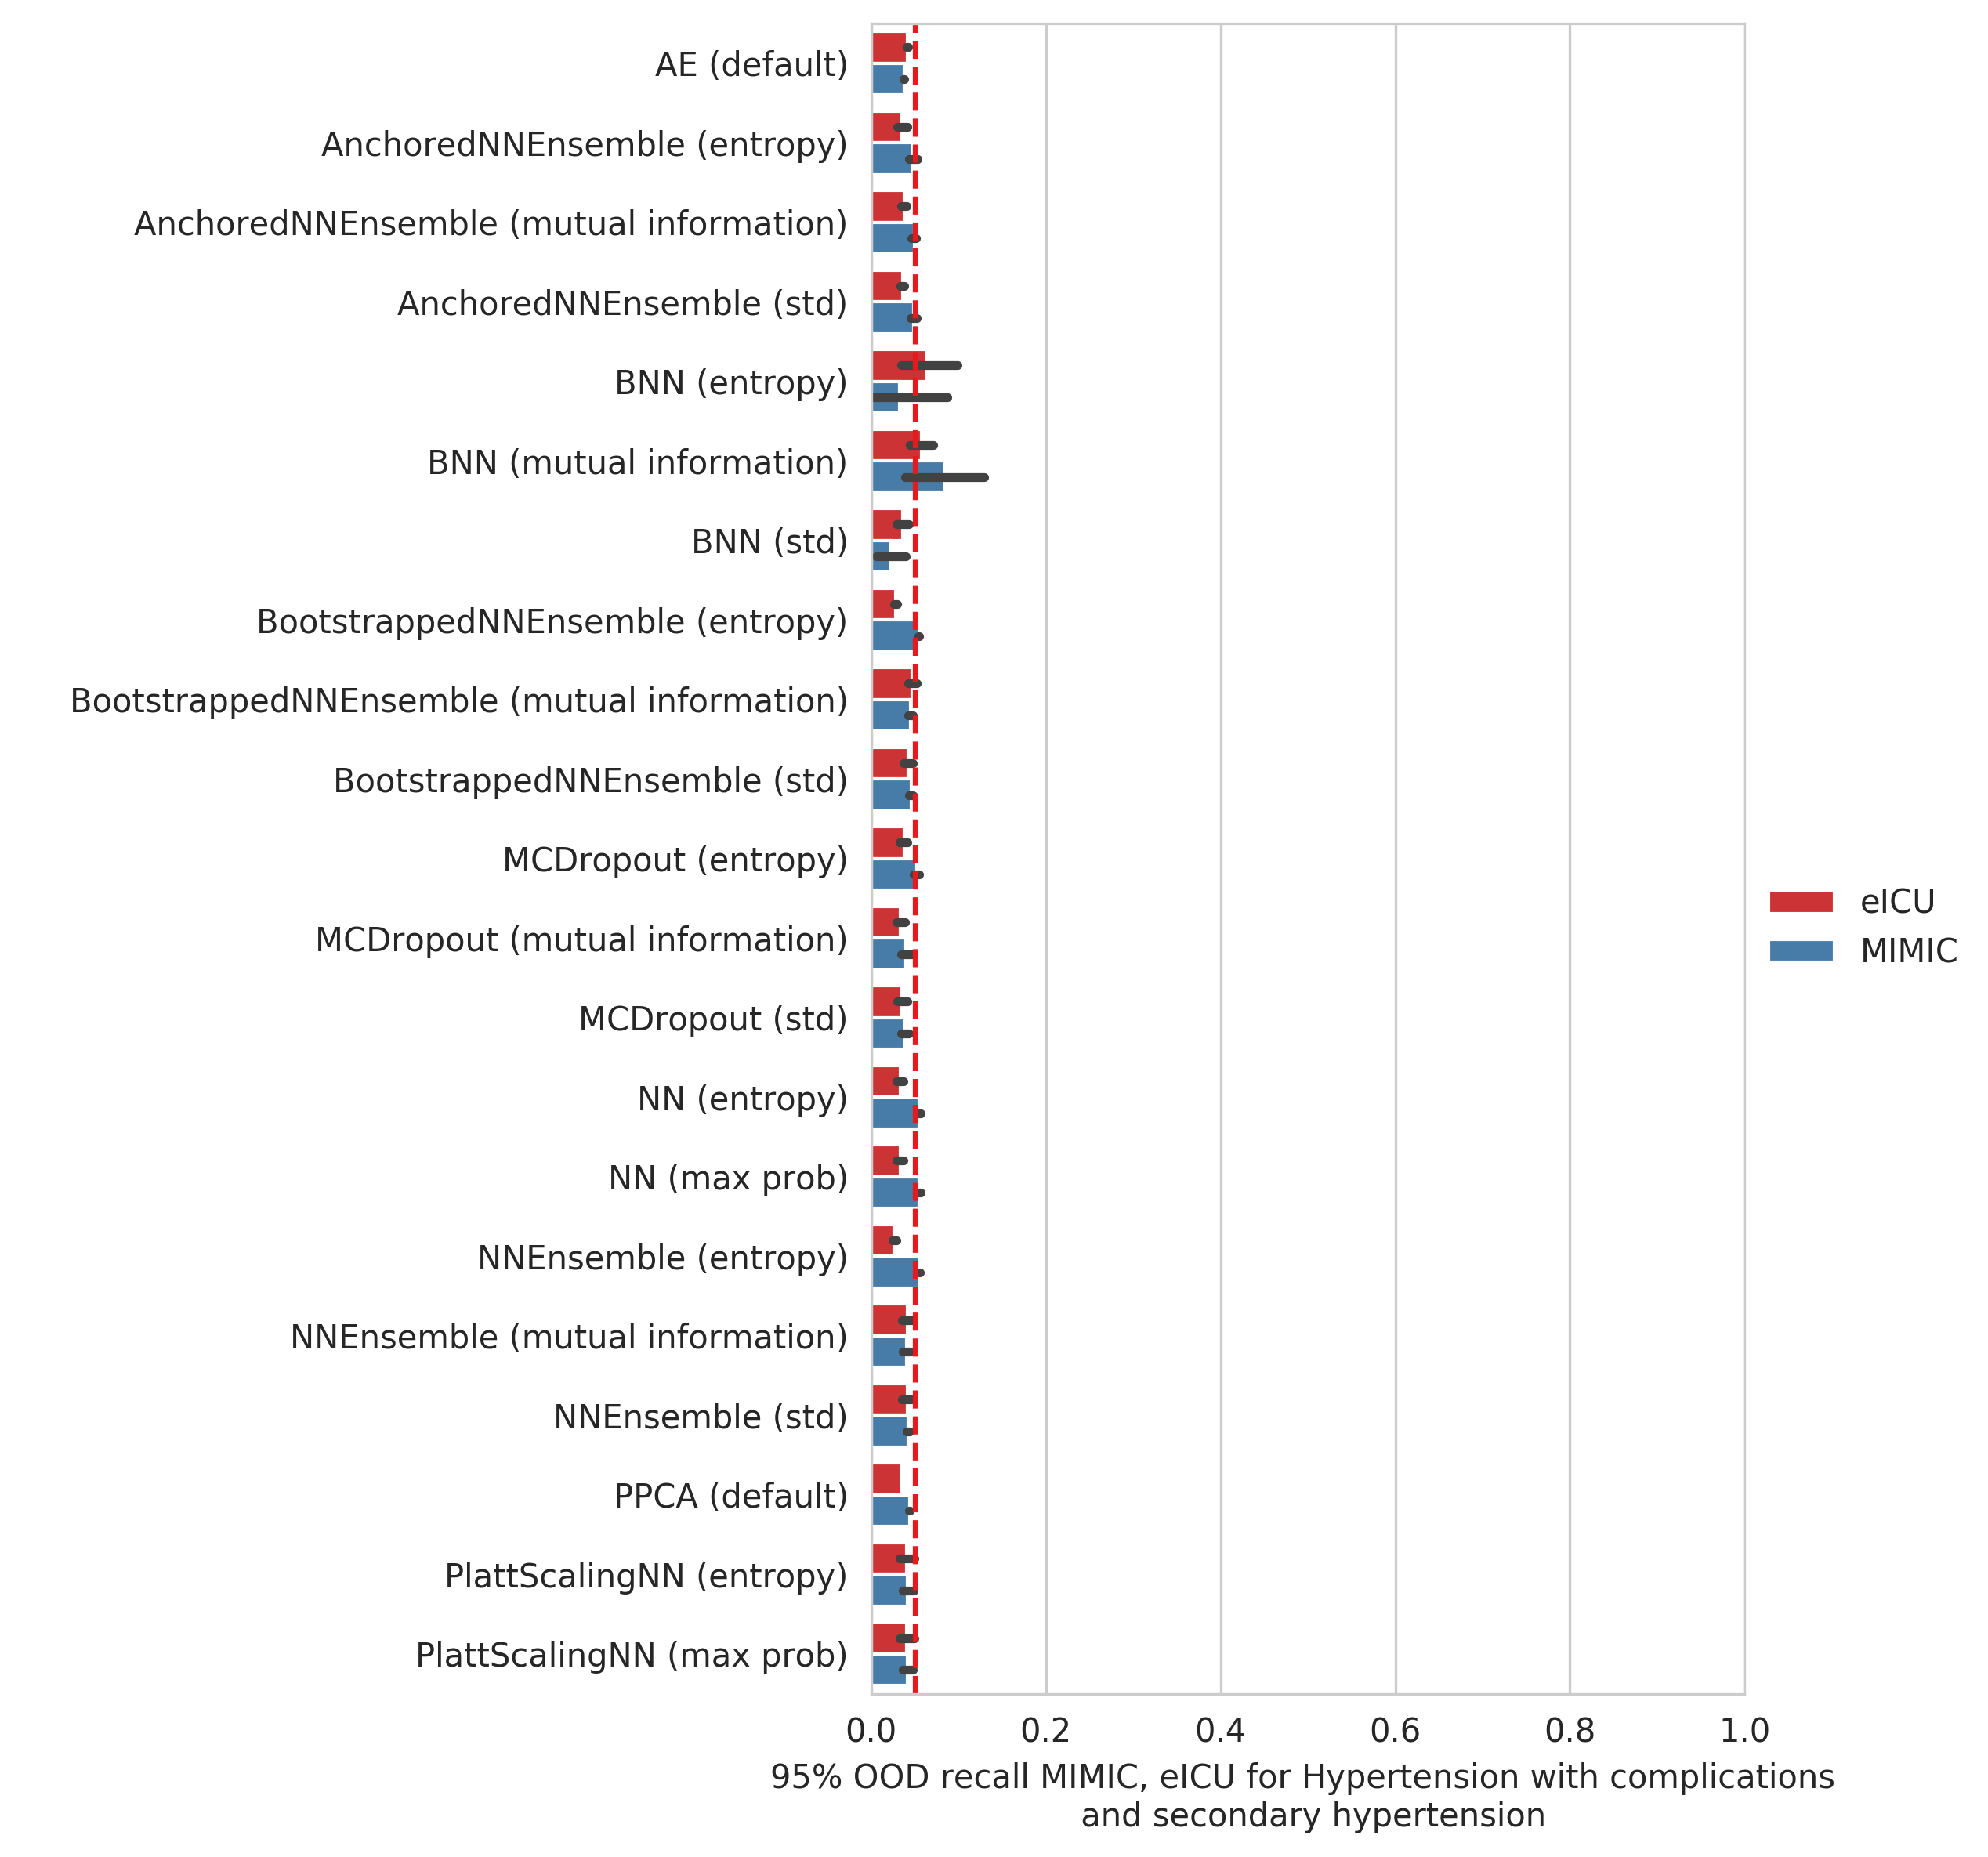 AE (default)
AnchoredNNEnsemble (entropy)
AnchoredNNEnsemble (mutual information)
AnchoredNNEnsemble (std)
BNN (entropy)
BNN (mutual information)
BNN (std)
BootstrappedNNEnsemble (entropy)
BootstrappedNNEnsemble (mutual information)
BootstrappedNNEnsemble (std)
MCDropout (entropy)
MCDropout (mutual information)
MCDropout (std)
NN (entropy)
NN (max prob)
NNEnsemble (entropy)
NNEnsemble (mutual information)
NNEnsemble (std)
PPCA (default)
PlattScalingNN (entropy)
PlattScalingNN (max prob)
eICU
MIMIC
0.0 0.2 0.4 0.6 0.8 1.0
95% OOD recall MIMIC, eICU for Hypertension with complications
and secondary hypertension